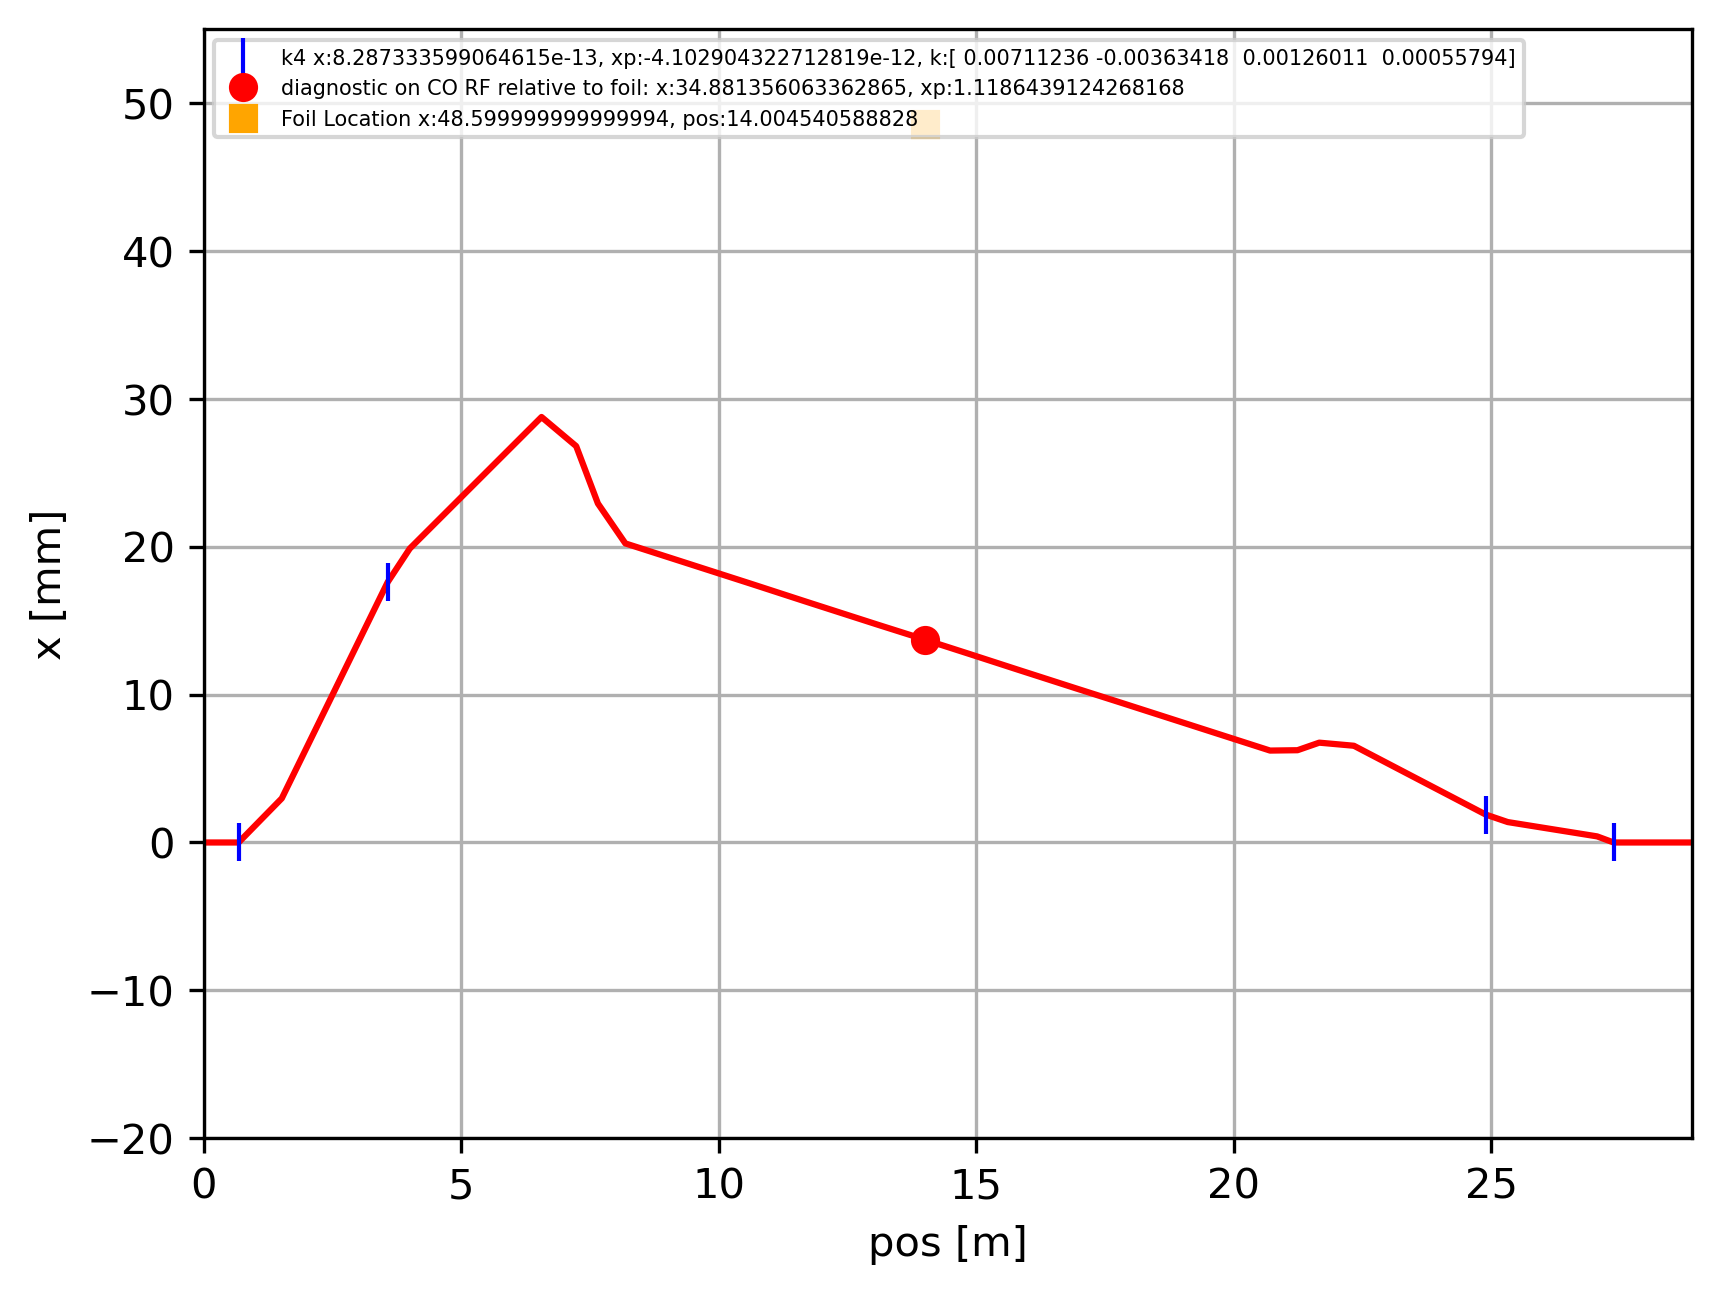 k4 x:8.287333599064615e-13, xp:-4.102904322712819e-12, k:[ 0.00711236 -0.00363418  0.00126011  0.00055794]
diagnostic on CO RF relative to foil: x:34.881356063362865, xp:1.1186439124268168
Foil Location x:48.599999999999994, pos:14.004540588828
50
40
30
20
10
0
−10
−20
x [mm]
0 5 10 15 20 25
pos [m]